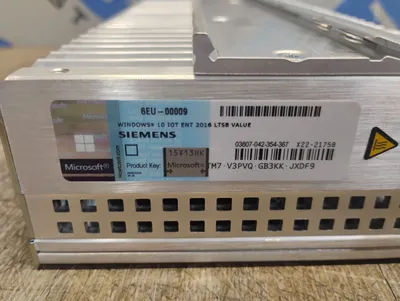 6EU-00009
WINDOWS® 10 IOT ENT 2016 LTSB VALUE
SIEMENS
03607-042-354-367 X22-21758
Product Key: TM7-V3PVQ-GB3KK-JXDF9
Microsoft
Microsoft